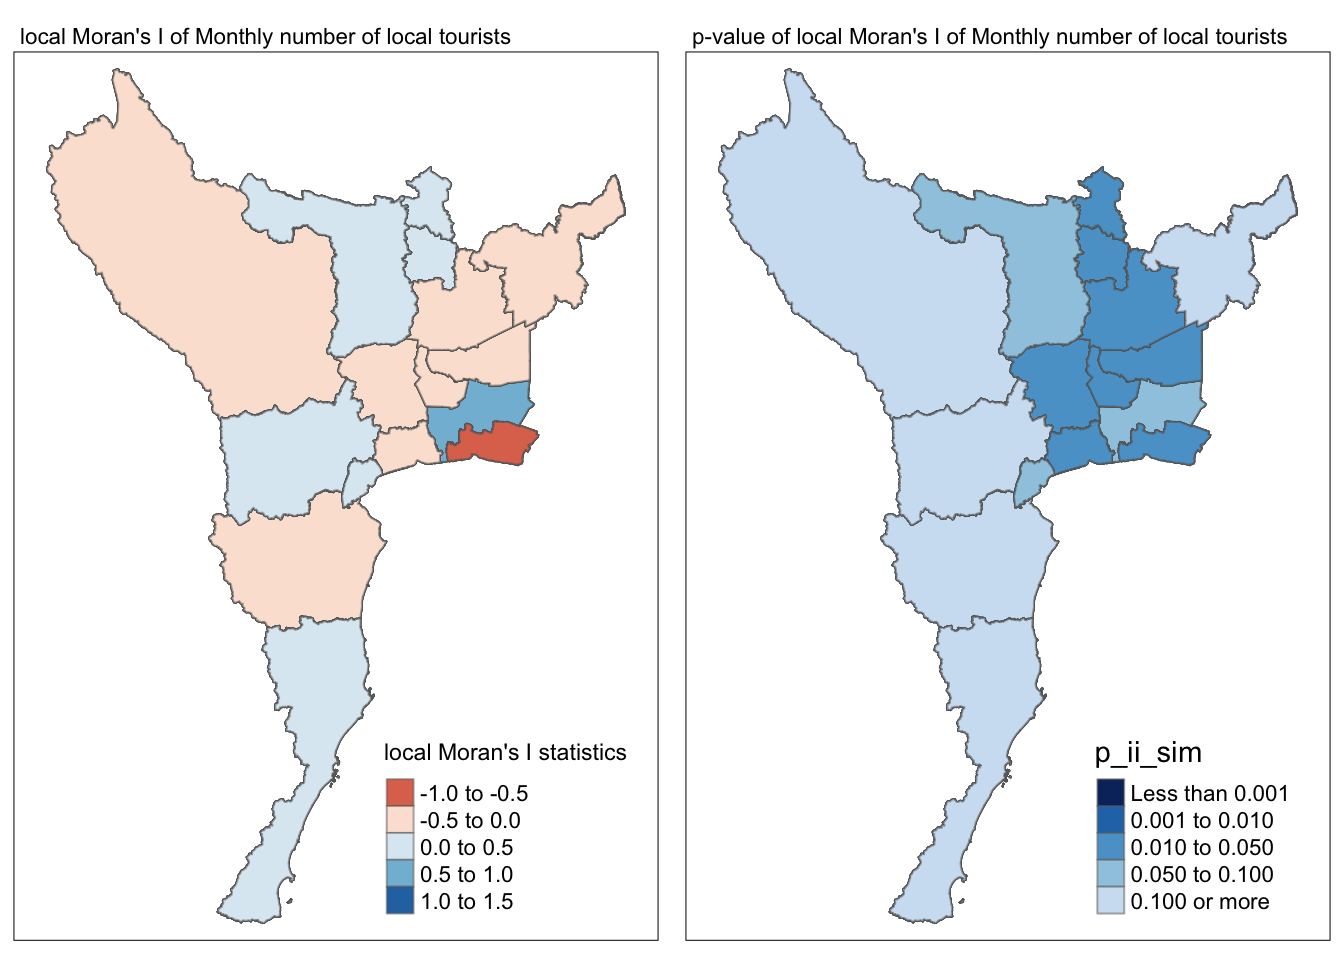 local Moran's I of Monthly number of local tourists
p-value of local Moran's I of Monthly number of local tourists
local Moran's I statistics
-1.0 to -0.5
-0.5 to 0.0
0.0 to 0.5
0.5 to 1.0
1.0 to 1.5
p_ii_sim
Less than 0.001
0.001 to 0.010
0.010 to 0.050
0.050 to 0.100
0.100 or more